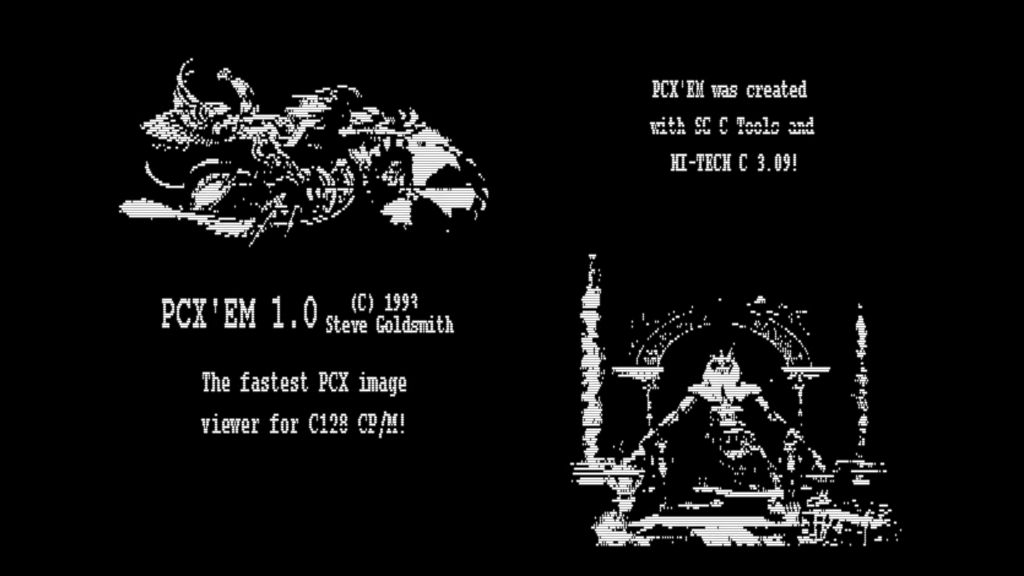 PCX'EM 1.0
(C) 1993
Steve Goldsmith
The fastest PCX image
viewer for C128 CP/M!
PCX'EM was created
with SG C Tools and
HI-TECH C 3.09!